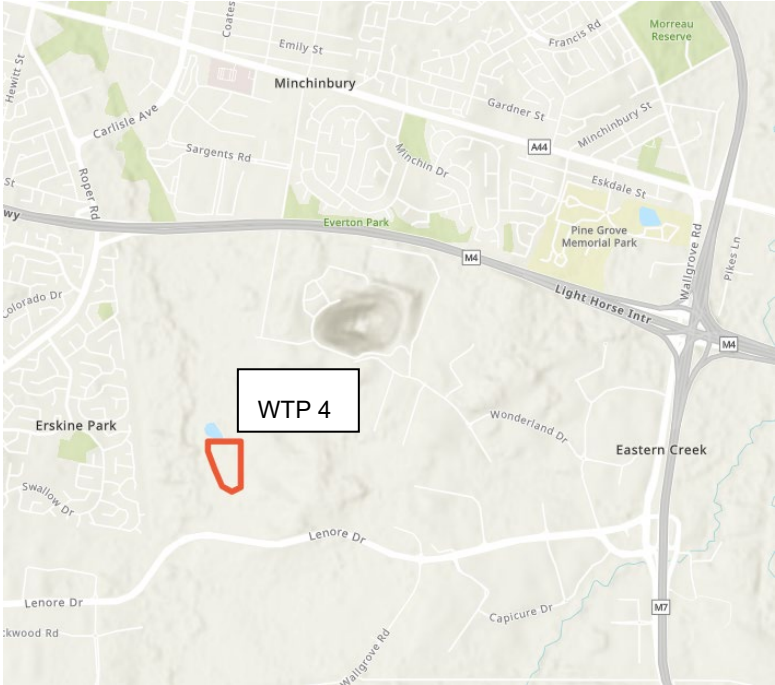 Hewitt St
Coates
Emily St
Francis Rd
Morreau
Reserve
Minchinbury
Carlisle Ave
Gardner St
Minchinbury St
Sargents Rd
Minchin Dr
A44
Roper Rd
St
Eskdale St
wy
Everton Park
Pine Grove
Memorial Park
Wallgrove Rd
Pikes Ln
M4
Light Horse Intr
Colorado Dr
M4
WTP 4
Erskine Park
Wonderland Dr
Eastern Creek
Swallow Dr
Lenore Dr
Lenore Dr
Capicure Dr
M7
ckwood Rd
Wallgrove Rd